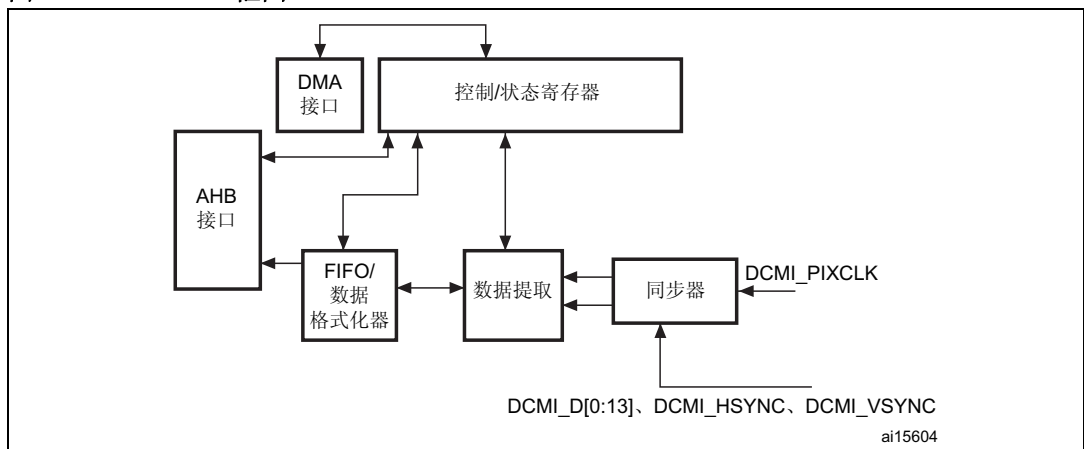 DMA
接口
控制/状态寄存器
AHB
接口
FIFO/
数据
格式化器
数据提取
同步器
DCMI_PIXCLK
DCMI_D[0:13]、DCMI_HSYNC、DCMI_VSYNC
ai15604